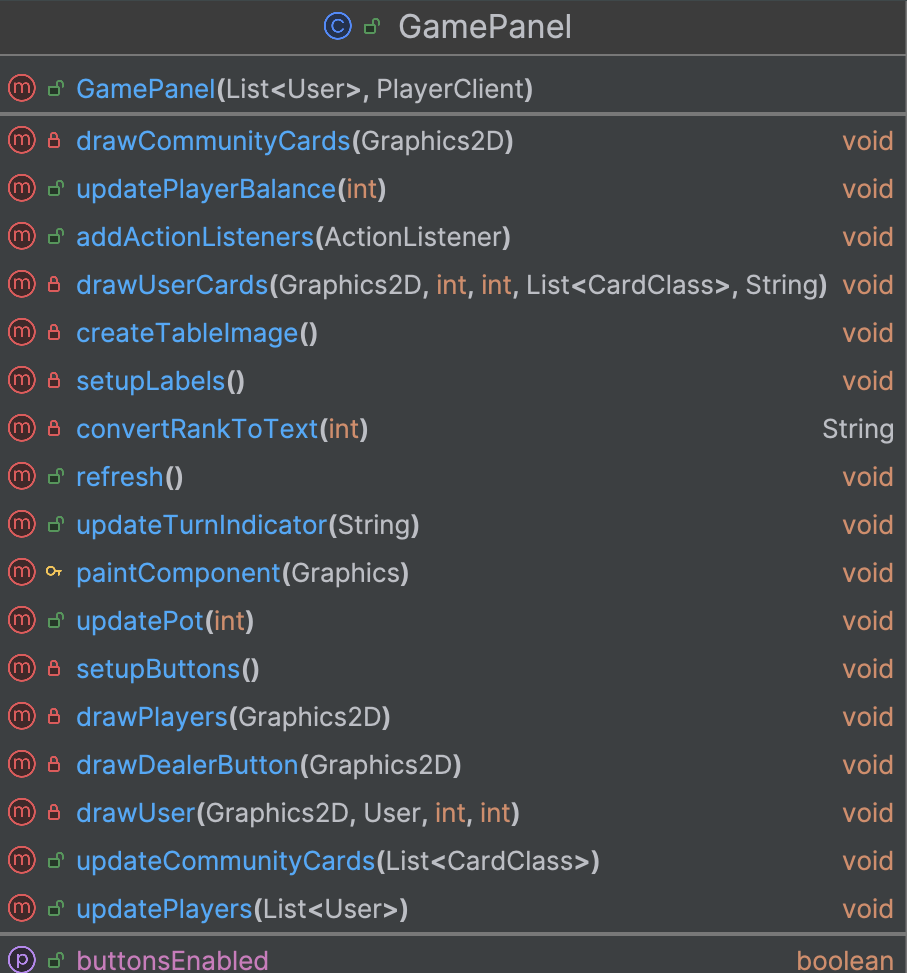 GamePanel
GamePanel(List<User>, PlayerClient)
drawCommunityCards(Graphics2D) void
updatePlayerBalance(int) void
addActionListeners(ActionListener) void
drawUserCards(Graphics2D, int, int, List<CardClass>, String) void
createTableImage() void
setupLabels() void
convertRankToText(int) String
refresh() void
updateTurnIndicator(String) void
paintComponent(Graphics) void
updatePot(int) void
setupButtons() void
drawPlayers(Graphics2D) void
drawDealerButton(Graphics2D) void
drawUser(Graphics2D, User, int, int) void
updateCommunityCards(List<CardClass>) void
updatePlayers(List<User>) void
buttonsEnabled boolean